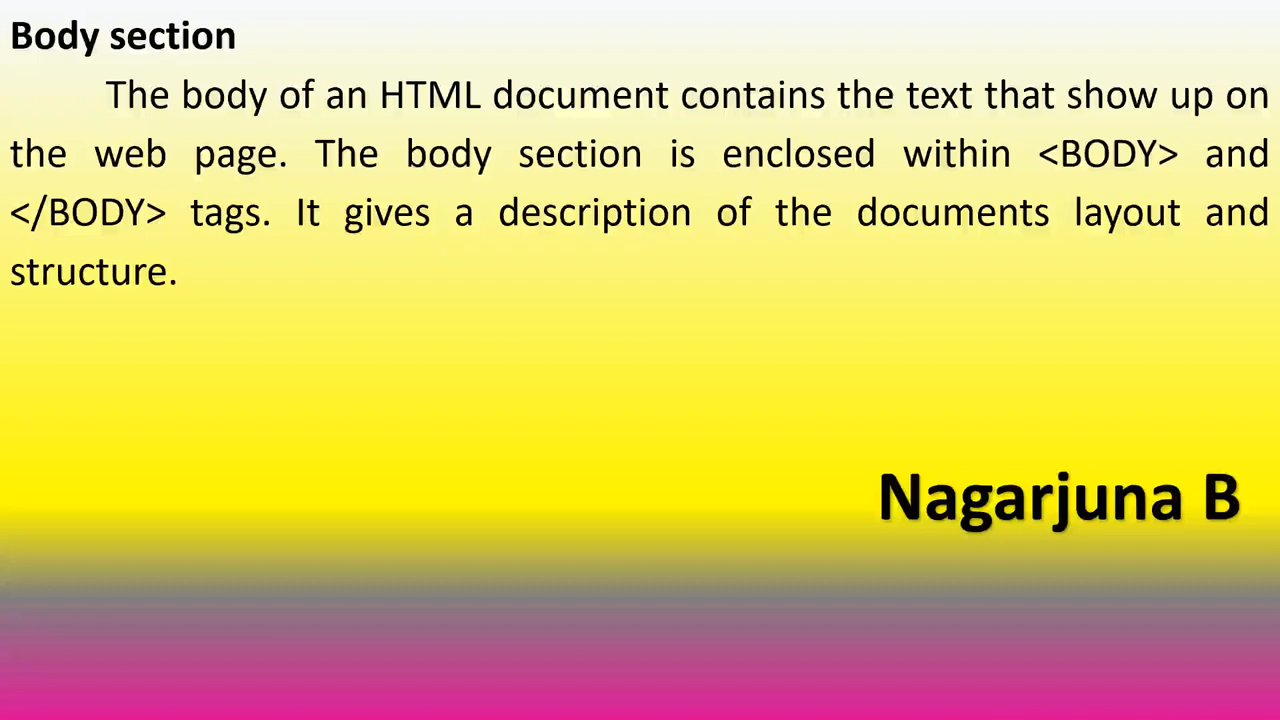 Body section
The body of an HTML document contains the text that show up on
the web page. The body section is enclosed within <BODY> and
</BODY> tags. It gives a description of the documents layout and
structure.
Nagarjuna B